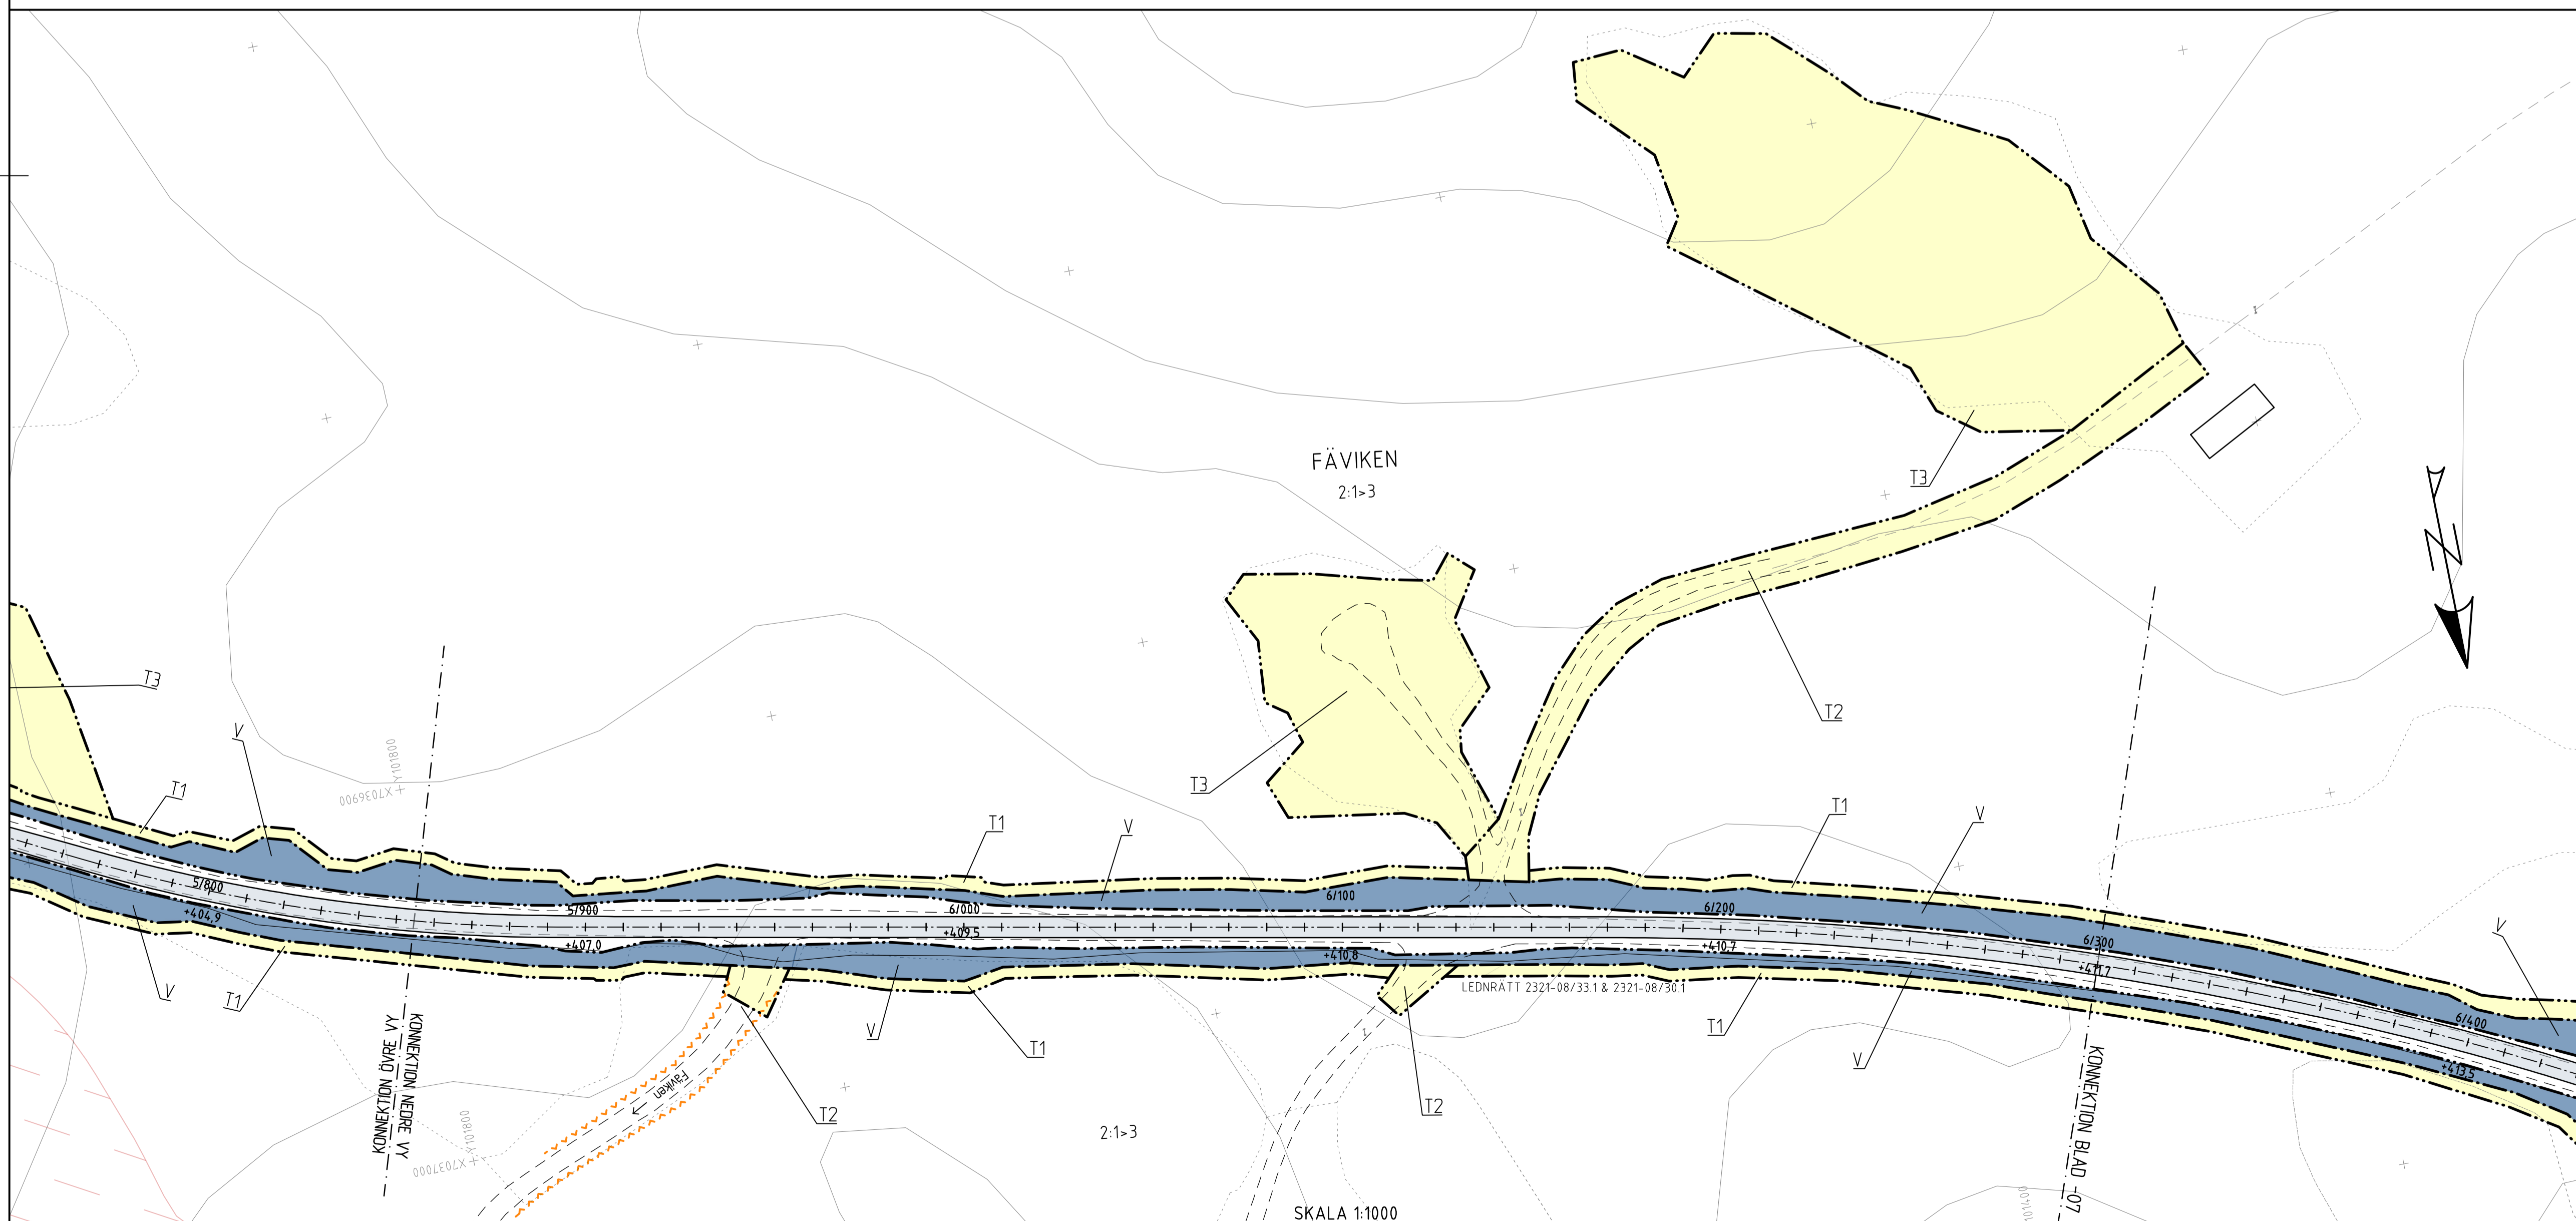 FÄVIKEN
2:1>3
T3
T3
T2
V
X7036900
Y101800
T1
T3
T1
V
T1
V
V
5/800
5/900
6/000
6/100
6/200
6/300
6/400
+404,9
+407,0
+409,5
+410,8
+410,7
+411,7
+413,5
V
T1
V
T1
LEDNRÄTT 2321-08/33.1 & 2321-08/30.1
T1
V
T2
T2
Fäviken
KONNEKTION ÖVRE VY
KONNEKTION NEDRE VY
KONNEKTION BLAD -07
X7037000
Y101800
2:1>3
SKALA 1:1000
N